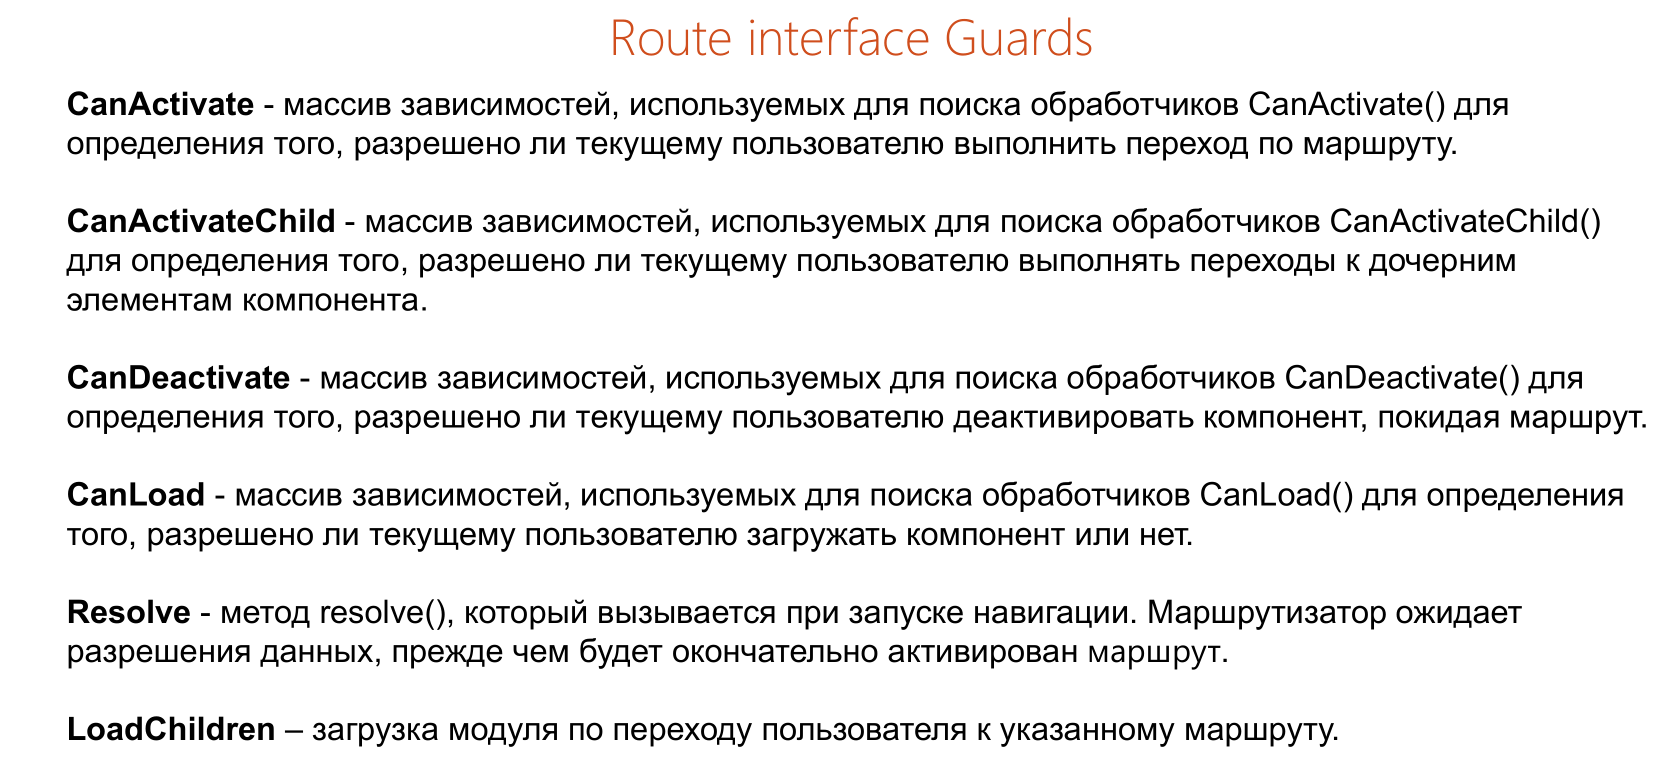 Route interface Guards
CanActivate - массив зависимостей, используемых для поиска обработчиков CanActivate() для
определения того, разрешено ли текущему пользователю выполнить переход по маршруту.
CanActivateChild - массив зависимостей, используемых для поиска обработчиков CanActivateChild()
для определения того, разрешено ли текущему пользователю выполнять переходы к дочерним
элементам компонента.
CanDeactivate - массив зависимостей, используемых для поиска обработчиков CanDeactivate() для
определения того, разрешено ли текущему пользователю деактивировать компонент, покидая маршрут.
CanLoad - массив зависимостей, используемых для поиска обработчиков CanLoad() для определения
того, разрешено ли текущему пользователю загружать компонент или нет.
Resolve - метод resolve(), который вызывается при запуске навигации. Маршрутизатор ожидает
разрешения данных, прежде чем будет окончательно активирован маршрут.
LoadChildren – загрузка модуля по переходу пользователя к указанному маршруту.